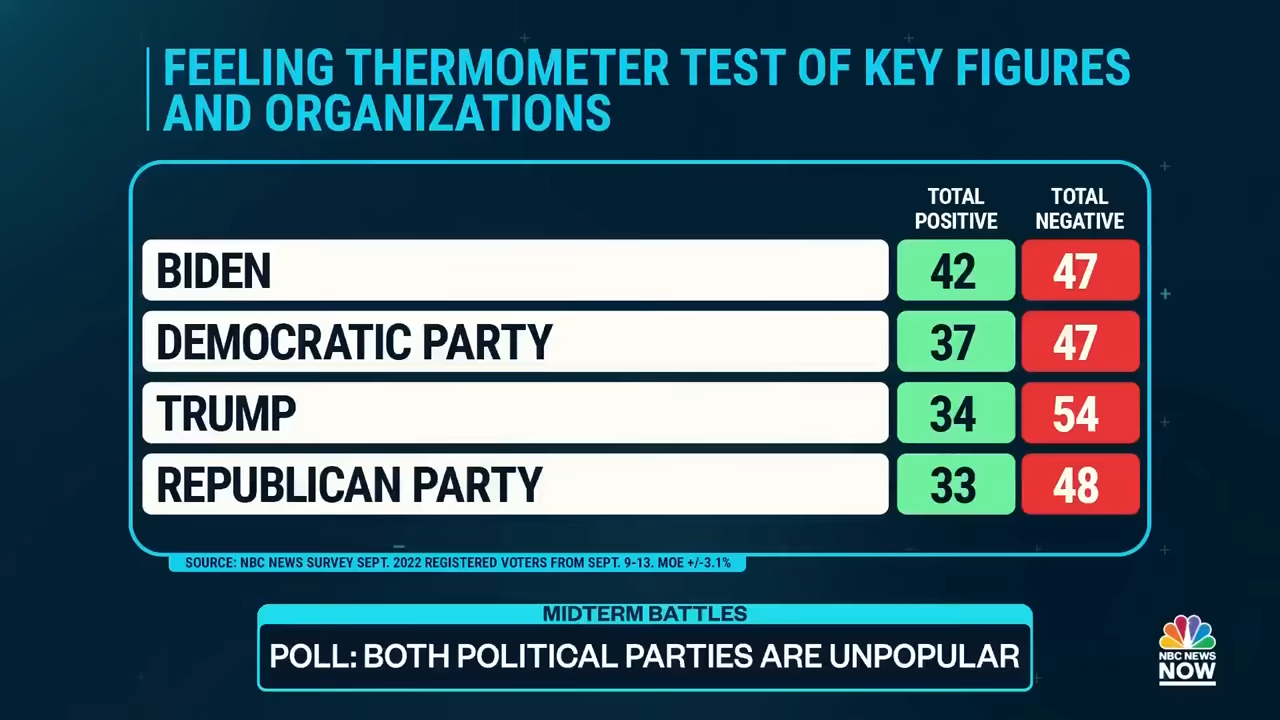 FEELING THERMOMETER TEST OF KEY FIGURES
AND ORGANIZATIONS
TOTAL POSITIVE TOTAL NEGATIVE
BIDEN 42 47
DEMOCRATIC PARTY 37 47
TRUMP 34 54
REPUBLICAN PARTY 33 48
SOURCE: NBC NEWS SURVEY SEPT. 2022 REGISTERED VOTERS FROM SEPT. 9-13. MOE +/-3.1%
MIDTERM BATTLES
POLL: BOTH POLITICAL PARTIES ARE UNPOPULAR
NBC NEWS
NOW